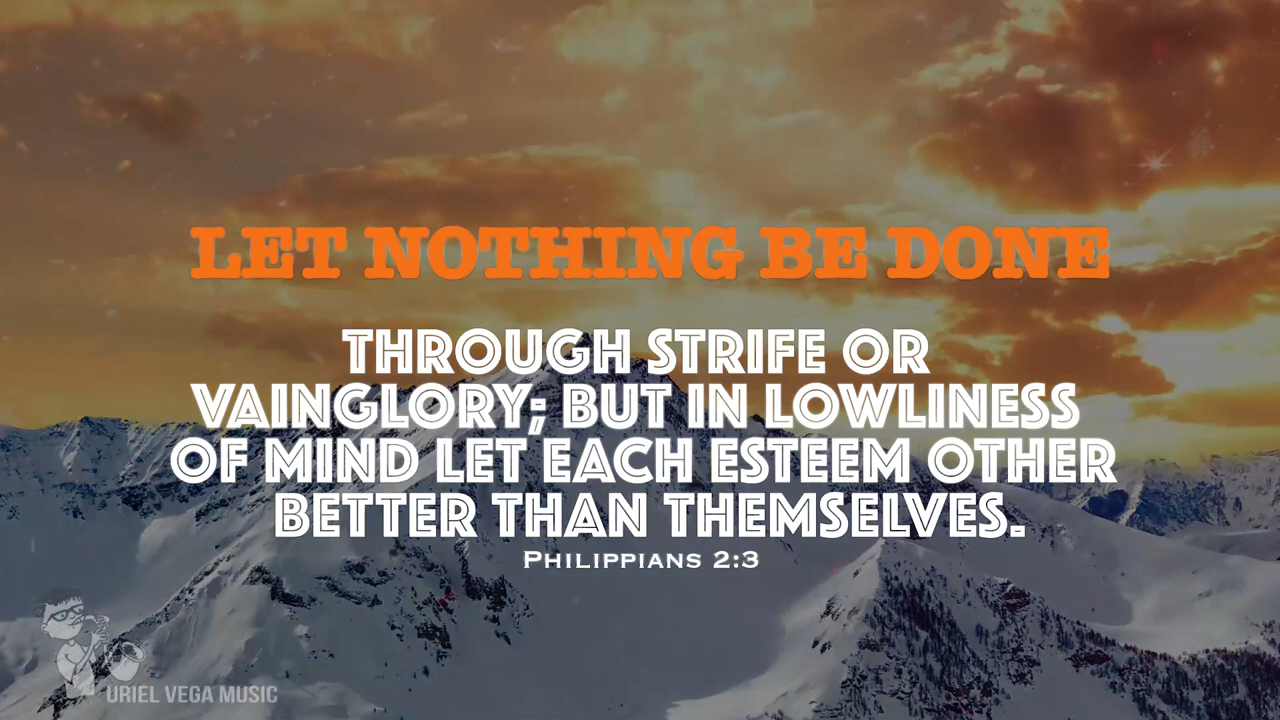 LET NOTHING BE DONE
THROUGH STRIFE OR
VAINGLORY; BUT IN LOWLINESS
OF MIND LET EACH ESTEEM OTHER
BETTER THAN THEMSELVES.
PHILIPPIANS 2:3
URIEL VEGA MUSIC